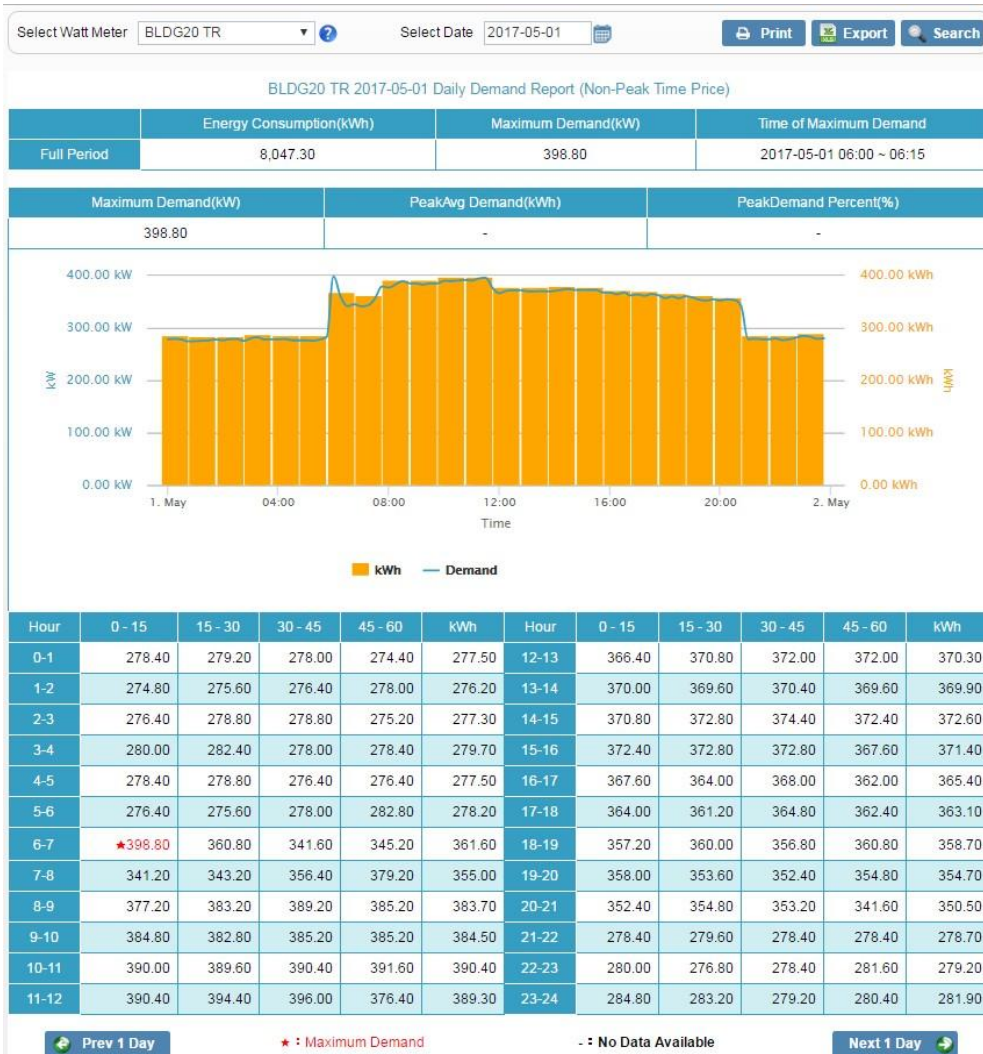 Select Watt Meter BLDG20 TR ? Select Date 2017-05-01 Print Export Search
BLDG20 TR 2017-05-01 Daily Demand Report (Non-Peak Time Price)
Energy Consumption(kWh) Maximum Demand(kW) Time of Maximum Demand
Full Period 8,047.30 398.80 2017-05-01 06:00 ~ 06:15
Maximum Demand(kW) PeakAvg Demand(kWh) PeakDemand Percent(%)
398.80 - -
400.00 kW 400.00 kWh
300.00 kW 300.00 kWh
200.00 kW 200.00 kWh
100.00 kW 100.00 kWh
0.00 kW 0.00 kWh
kW
kWh
1. May 04:00 08:00 12:00 16:00 20:00 2. May
Time
kWh Demand
Hour 0 - 15 15 - 30 30 - 45 45 - 60 kWh Hour 0 - 15 15 - 30 30 - 45 45 - 60 kWh
0-1 278.40 279.20 278.00 274.40 277.50 12-13 366.40 370.80 372.00 372.00 370.30
1-2 274.80 275.60 276.40 278.00 276.20 13-14 370.00 369.60 370.40 369.60 369.90
2-3 276.40 278.80 278.80 275.20 277.30 14-15 370.80 372.80 374.40 372.40 372.60
3-4 280.00 282.40 278.00 278.40 279.70 15-16 372.40 372.80 372.80 367.60 371.40
4-5 278.40 278.80 276.40 276.40 277.50 16-17 367.60 364.00 368.00 362.00 365.40
5-6 276.40 275.60 278.00 282.80 278.20 17-18 364.00 361.20 364.80 362.40 363.10
6-7 ★398.80 360.80 341.60 345.20 361.60 18-19 357.20 360.00 356.80 360.80 358.70
7-8 341.20 343.20 356.40 379.20 355.00 19-20 358.00 353.60 352.40 354.80 354.70
8-9 377.20 383.20 389.20 385.20 383.70 20-21 352.40 354.80 353.20 341.60 350.50
9-10 384.80 382.80 385.20 385.20 384.50 21-22 278.40 279.60 278.40 278.40 278.70
10-11 390.00 389.60 390.40 391.60 390.40 22-23 280.00 276.80 278.40 281.60 279.20
11-12 390.40 394.40 396.00 376.40 389.30 23-24 284.80 283.20 279.20 280.40 281.90
Prev 1 Day ★ : Maximum Demand - : No Data Available Next 1 Day